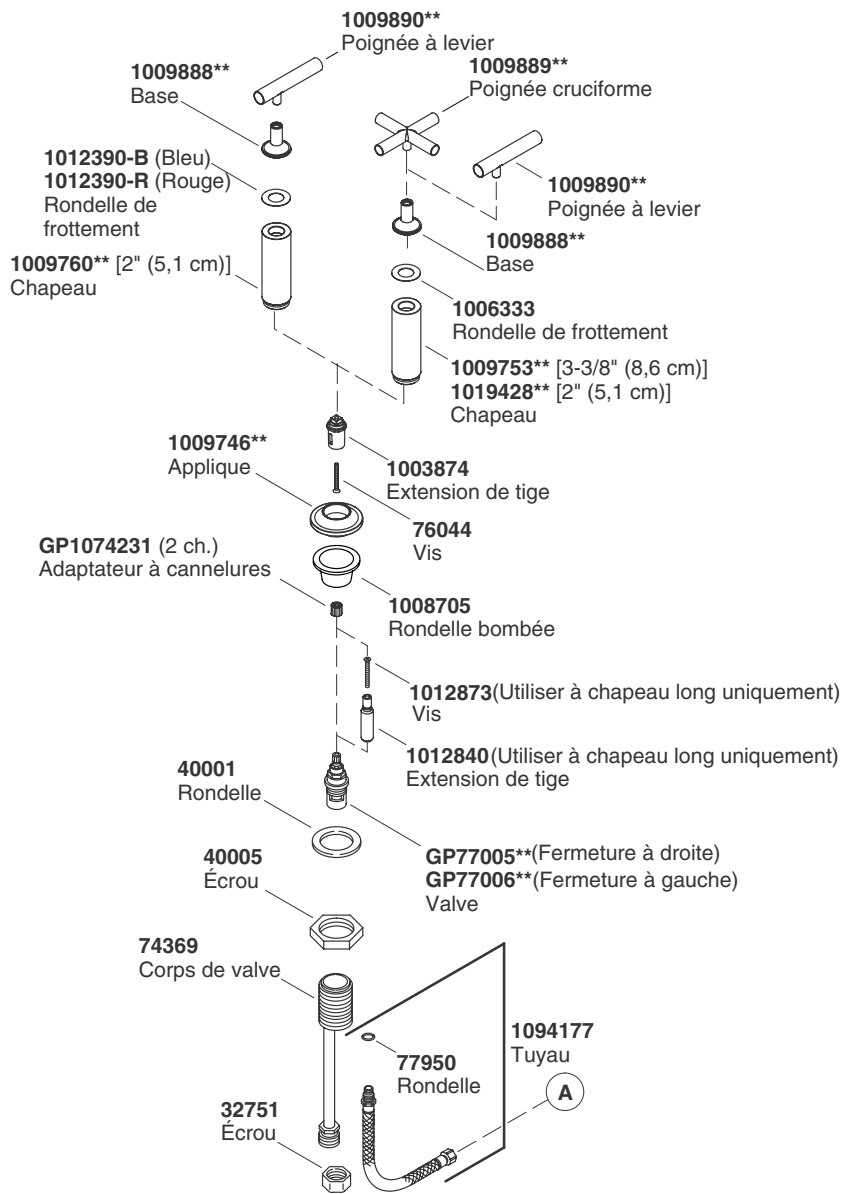 1009890**
Poignée à levier
1009888**
Base
1009889**
Poignée cruciforme
1012390-B (Bleu)
1012390-R (Rouge)
Rondelle de
frottement
1009890**
Poignée à levier
1009888**
Base
1009760** [2" (5,1 cm)]
Chapeau
1006333
Rondelle de frottement
1009753** [3-3/8" (8,6 cm)]
1019428** [2" (5,1 cm)]
Chapeau
1009746**
Applique
1003874
Extension de tige
76044
Vis
GP1074231 (2 ch.)
Adaptateur à cannelures
1008705
Rondelle bombée
1012873(Utiliser à chapeau long uniquement)
Vis
1012840(Utiliser à chapeau long uniquement)
Extension de tige
40001
Rondelle
GP77005**(Fermeture à droite)
GP77006**(Fermeture à gauche)
Valve
40005
Écrou
74369
Corps de valve
1094177
Tuyau
77950
Rondelle
A
32751
Écrou